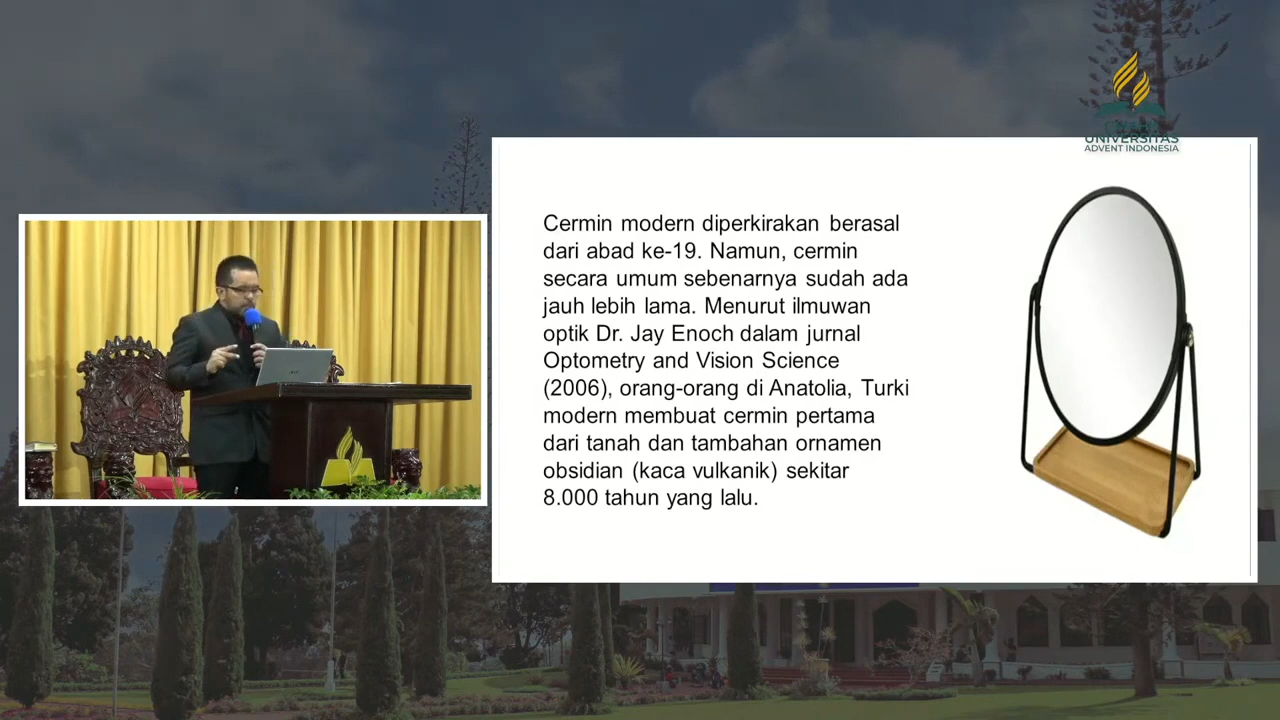 UNIVERSITAS
ADVENT INDONESIA
Cermin modern diperkirakan berasal
dari abad ke-19. Namun, cermin
secara umum sebenarnya sudah ada
jauh lebih lama. Menurut ilmuwan
optik Dr. Jay Enoch dalam jurnal
Optometry and Vision Science
(2006), orang-orang di Anatolia, Turki
modern membuat cermin pertama
dari tanah dan tambahan ornamen
obsidian (kaca vulkanik) sekitar
8.000 tahun yang lalu.